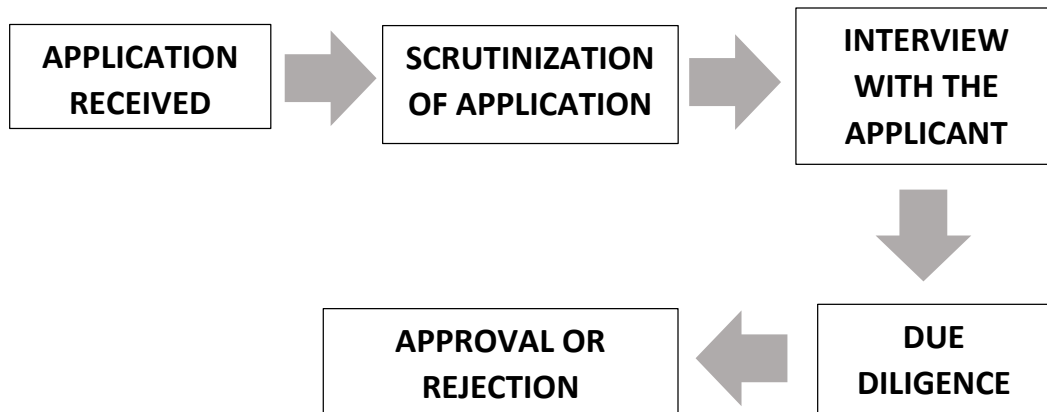 APPLICATION
RECEIVED
SCRUTINIZATION
OF APPLICATION
INTERVIEW
WITH THE
APPLICANT
DUE
DILIGENCE
APPROVAL OR
REJECTION